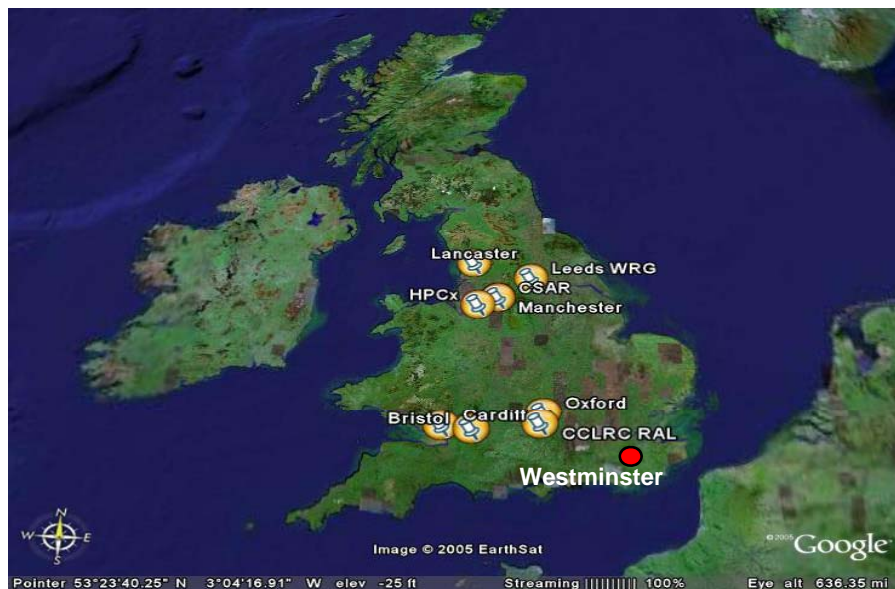 Lancaster
Leeds WRG
HPCx
CSAR
Manchester
Bristol
Cardiff
Oxford
CCLRC RAL
Westminster
N
W
E
S
Image © 2005 EarthSat
© 2005 Google
Pointer 53°23'40.25" N 3°04'16.91" W elev -25 ft Streaming |||||||||| 100% Eye alt 636.35 mi